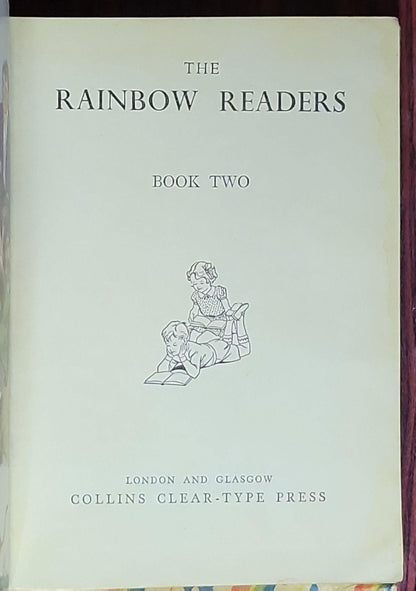 THE
RAINBOW READERS
BOOK TWO
LONDON AND GLASGOW
COLLINS CLEAR-TYPE PRESS